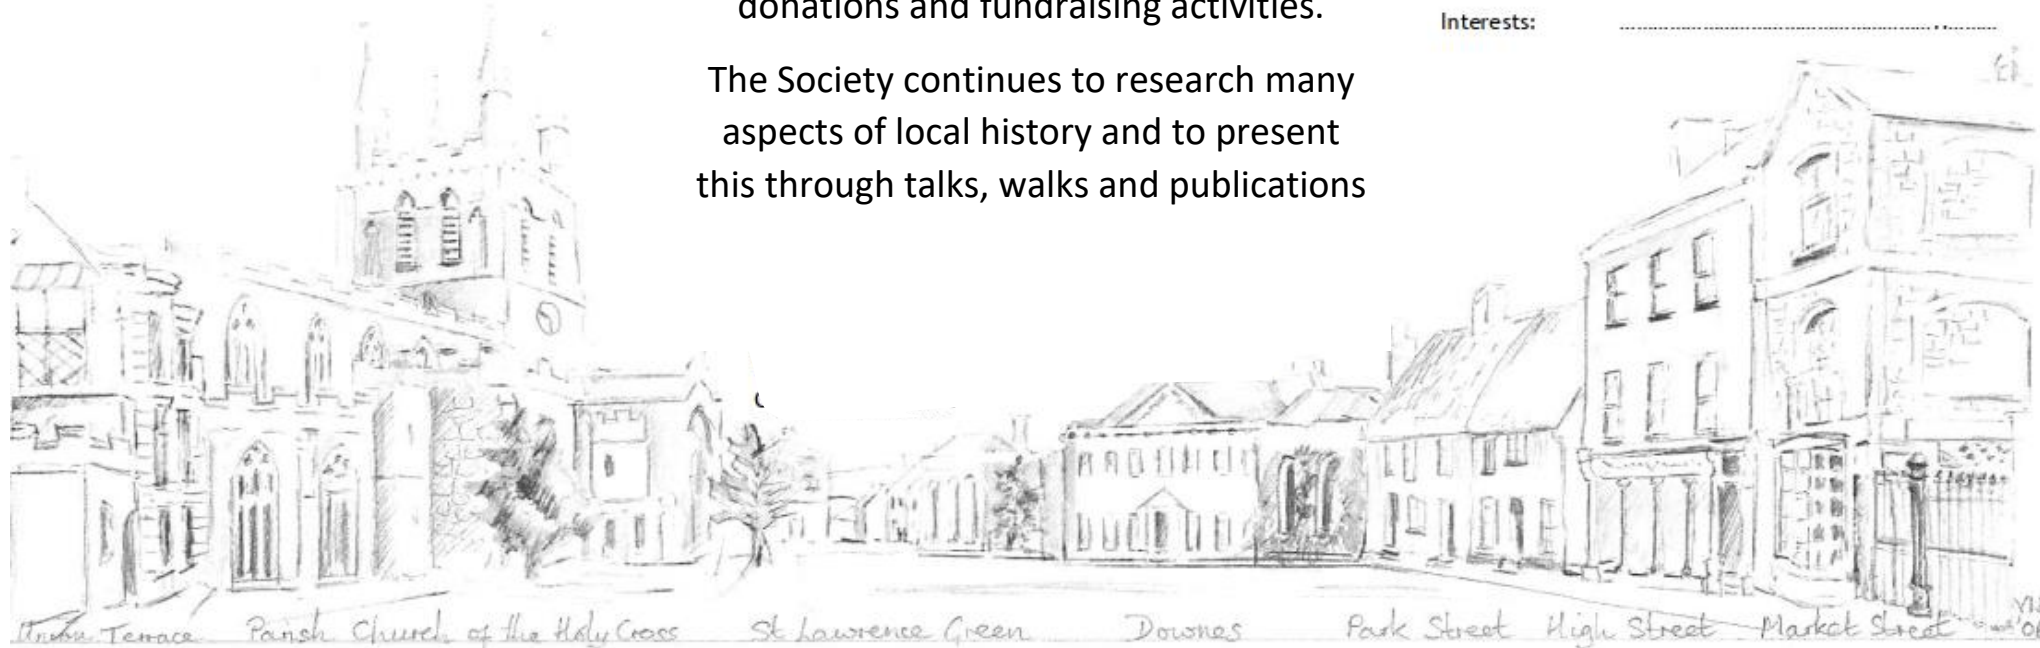 donations and fundraising activities.
The Society continues to research many
aspects of local history and to present
this through talks, walks and publications
Interests: ............................................................
Union Terrace Parish Church of the Holy Cross St Lawrence Green Downes Park Street High Street Market Street